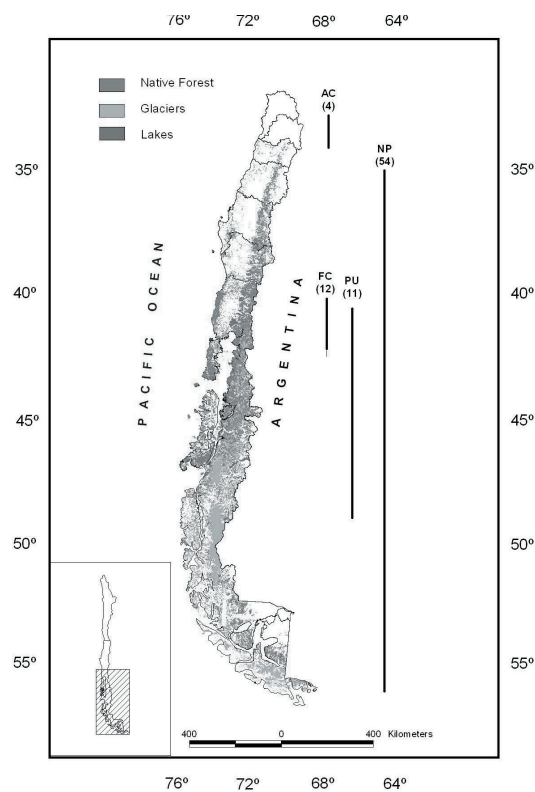 76º 72º 68º 64º
Native Forest
Glaciers
Lakes
AC
(4)
NP
(54)
35º 35º
FC
(12)
PU
(11)
40º 40º
PACIFIC OCEAN
ARGENTINA
45º 45º
50º 50º
55º 55º
400 0 400 Kilometers
76º 72º 68º 64º